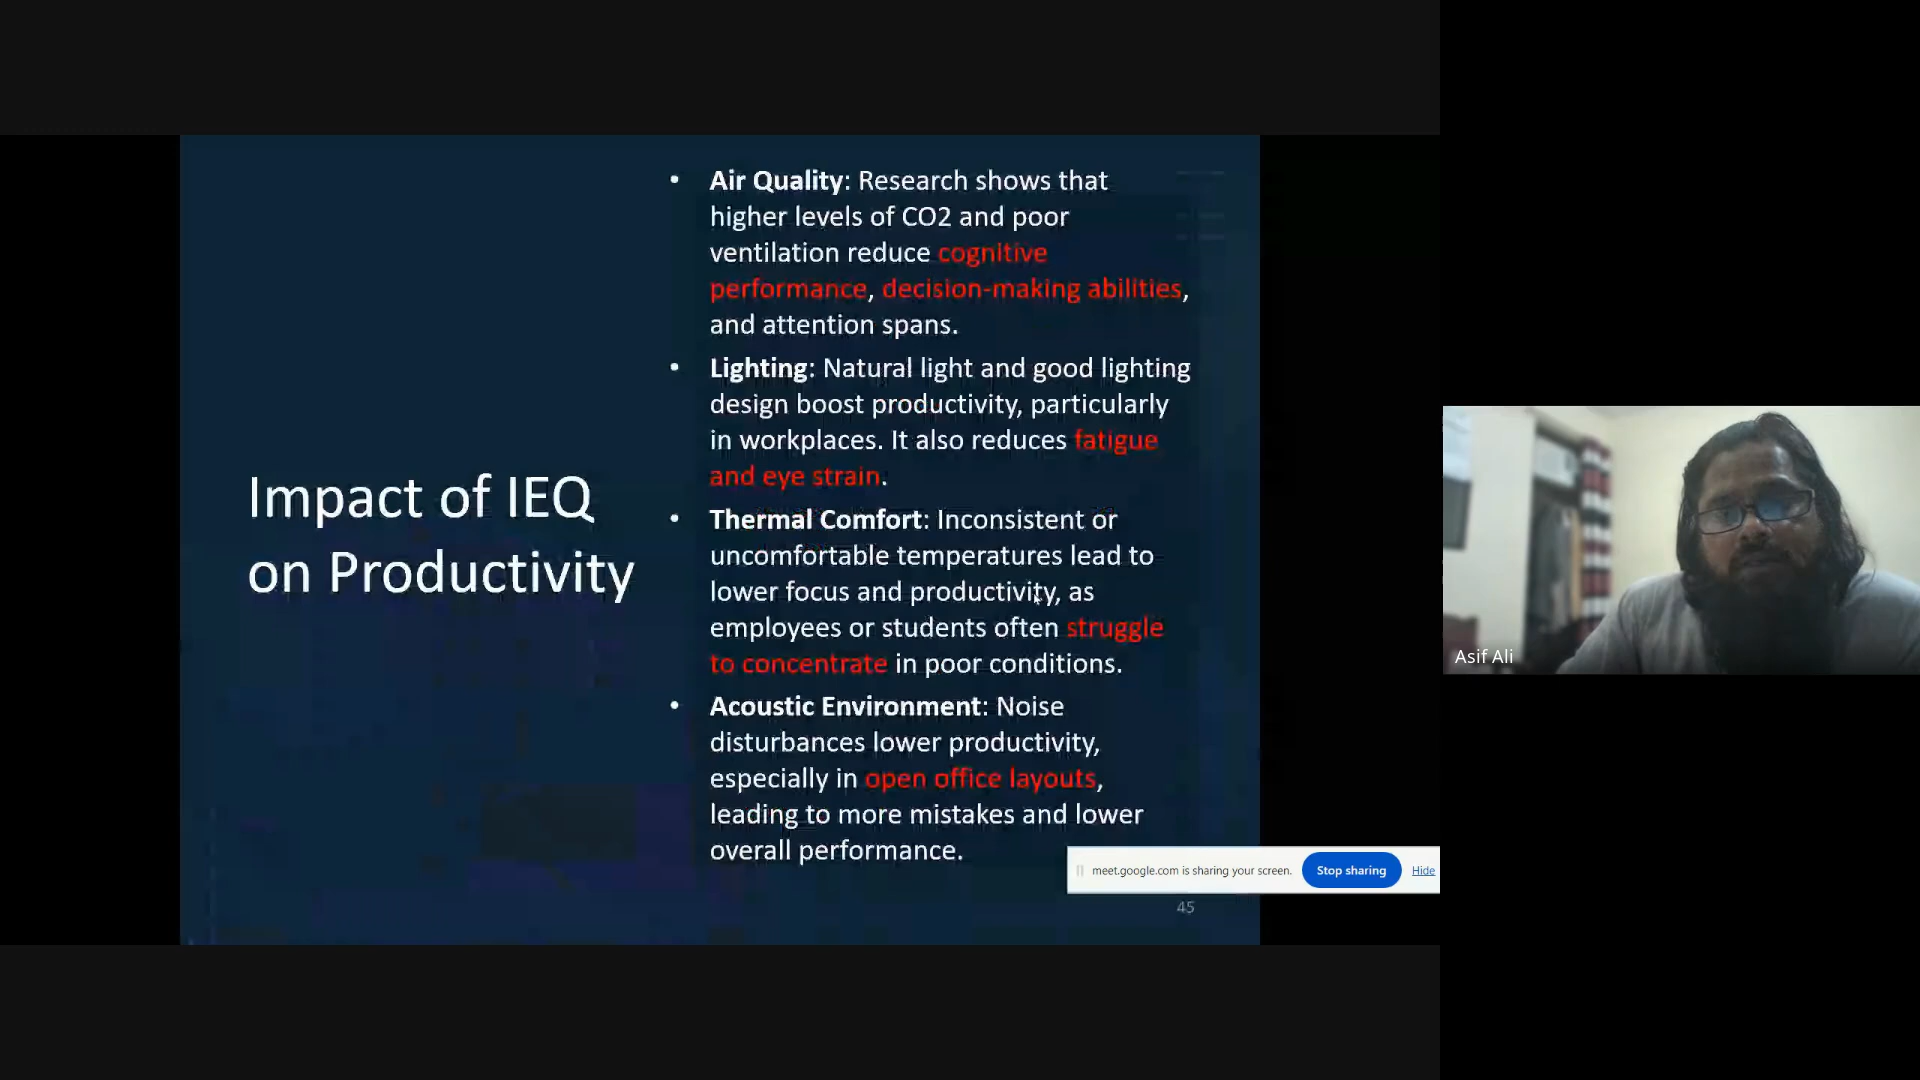 Impact of IEQ
on Productivity
• Air Quality: Research shows that
higher levels of CO2 and poor
ventilation reduce cognitive
performance, decision-making abilities,
and attention spans.
• Lighting: Natural light and good lighting
design boost productivity, particularly
in workplaces. It also reduces fatigue
and eye strain.
• Thermal Comfort: Inconsistent or
uncomfortable temperatures lead to
lower focus and productivity, as
employees or students often struggle
to concentrate in poor conditions.
• Acoustic Environment: Noise
disturbances lower productivity,
especially in open office layouts,
leading to more mistakes and lower
overall performance.
meet.google.com is sharing your screen. Stop sharing Hide
45
Asif Ali